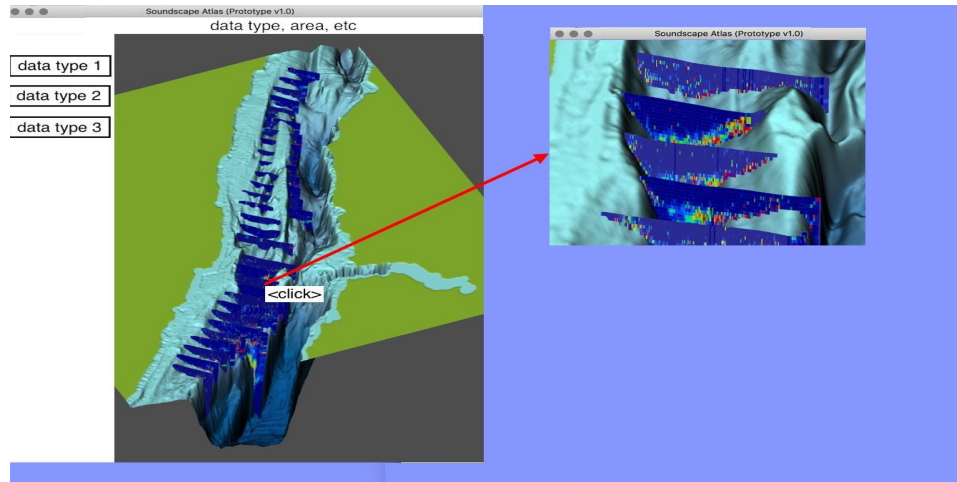 Soundscape Atlas (Prototype v1.0)
data type, area, etc
data type 1
data type 2
data type 3
<click>
Soundscape Atlas (Prototype v1.0)